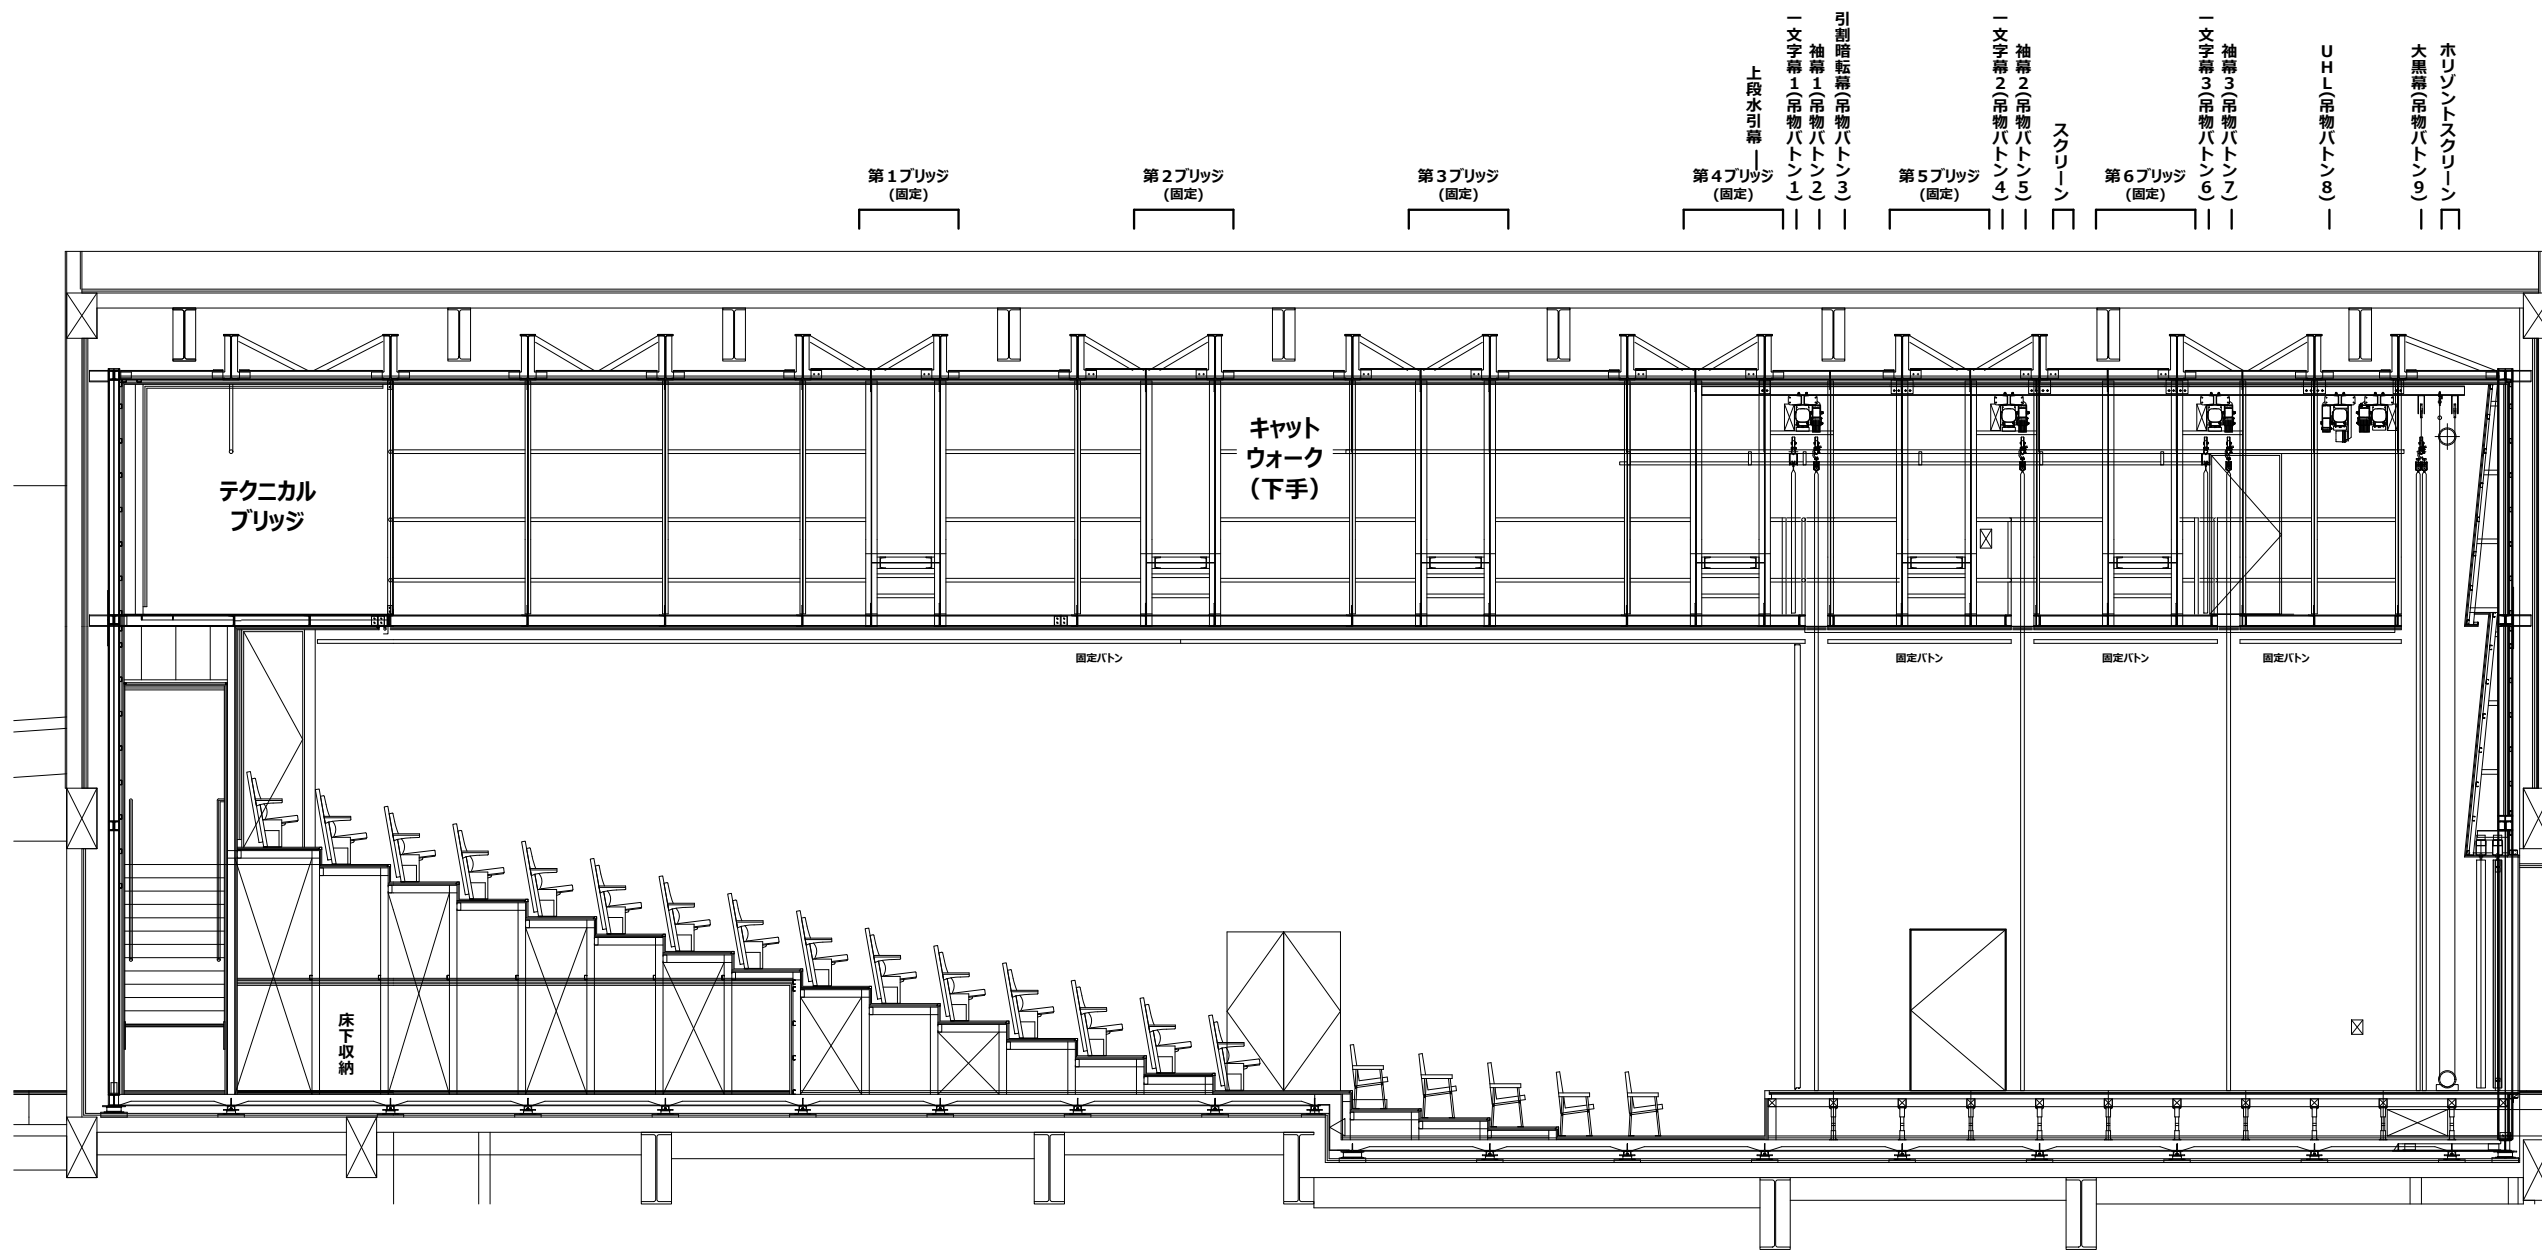 第1ブリッジ
(固定)
第2ブリッジ
(固定)
第3ブリッジ
(固定)
第4ブリッジ
(固定)
上段水引幕
一文字幕1(吊物バトン1)
袖幕1(吊物バトン2)
引割暗転幕(吊物バトン3)
第5ブリッジ
(固定)
一文字幕2(吊物バトン4)
袖幕2(吊物バトン5)
スクリーン
第6ブリッジ
(固定)
一文字幕3(吊物バトン6)
袖幕3(吊物バトン7)
UHL(吊物バトン8)
大黒幕(吊物バトン9)
ホリゾントスクリーン
テクニカル
ブリッジ
キャット
ウォーク
(下手)
固定バトン
固定バトン
固定バトン
固定バトン
床下収納